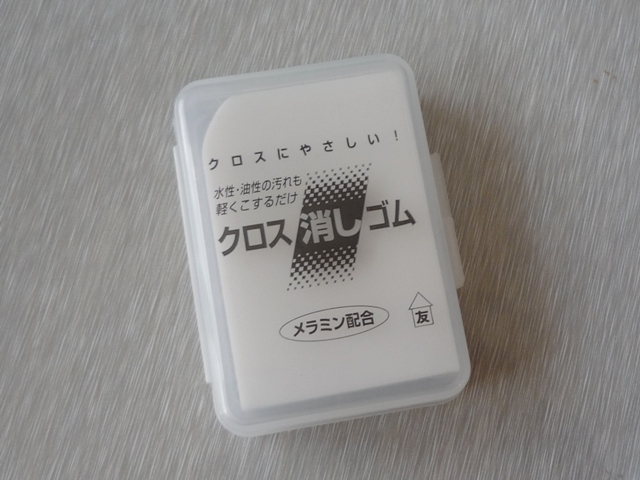 クロスにやさしい！
水性・油性の汚れも
軽くこするだけ
クロス消しゴム
メラミン配合
友